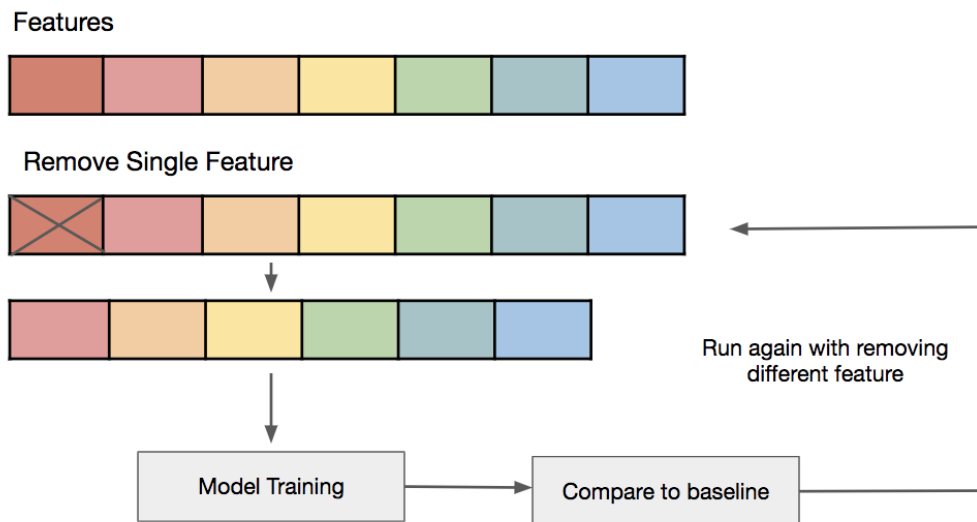 Features
Remove Single Feature
Run again with removing
different feature
Model Training
Compare to baseline